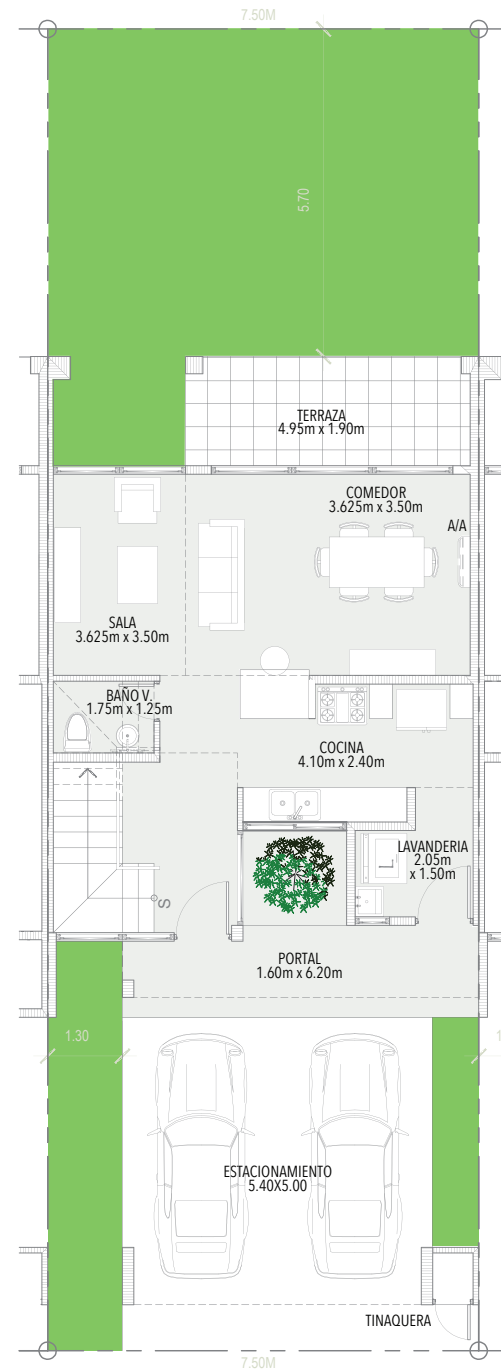 7.50M
5.70
TERRAZA
4.95m x 1.90m
COMEDOR
3.625m x 3.50m
A/A
SALA
3.625m x 3.50m
BAÑO V.
1.75m x 1.25m
COCINA
4.10m x 2.40m
LAVANDERIA
2.05m
x 1.50m
L
S
PORTAL
1.60m x 6.20m
1.30
1
ESTACIONAMIENTO
5.40X5.00
TINAQUERA
7.50M